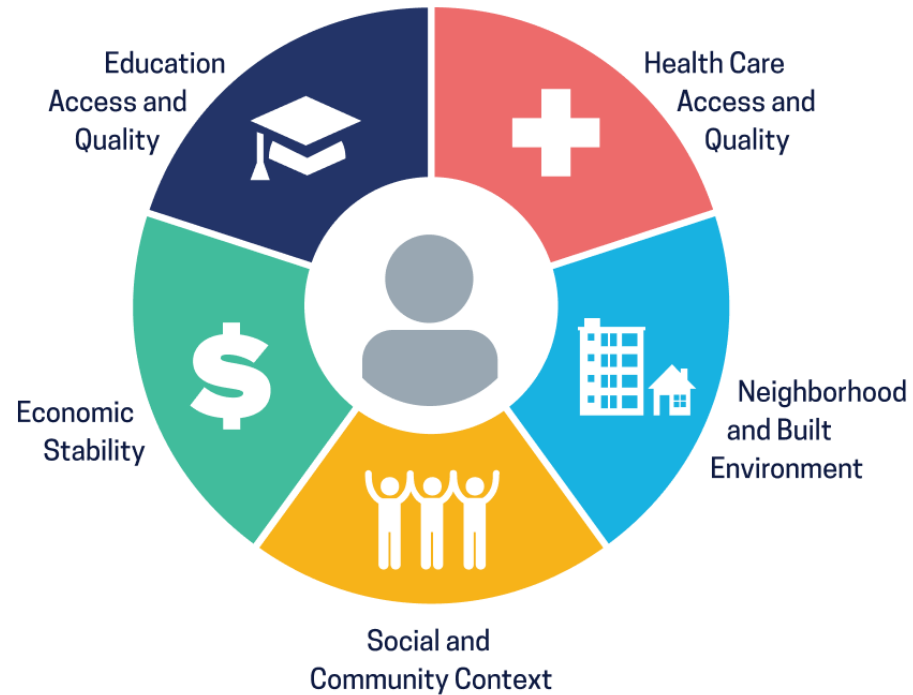 Education
Access and
Quality
Health Care
Access and
Quality
Economic
Stability
Neighborhood
and Built
Environment
Social and
Community Context